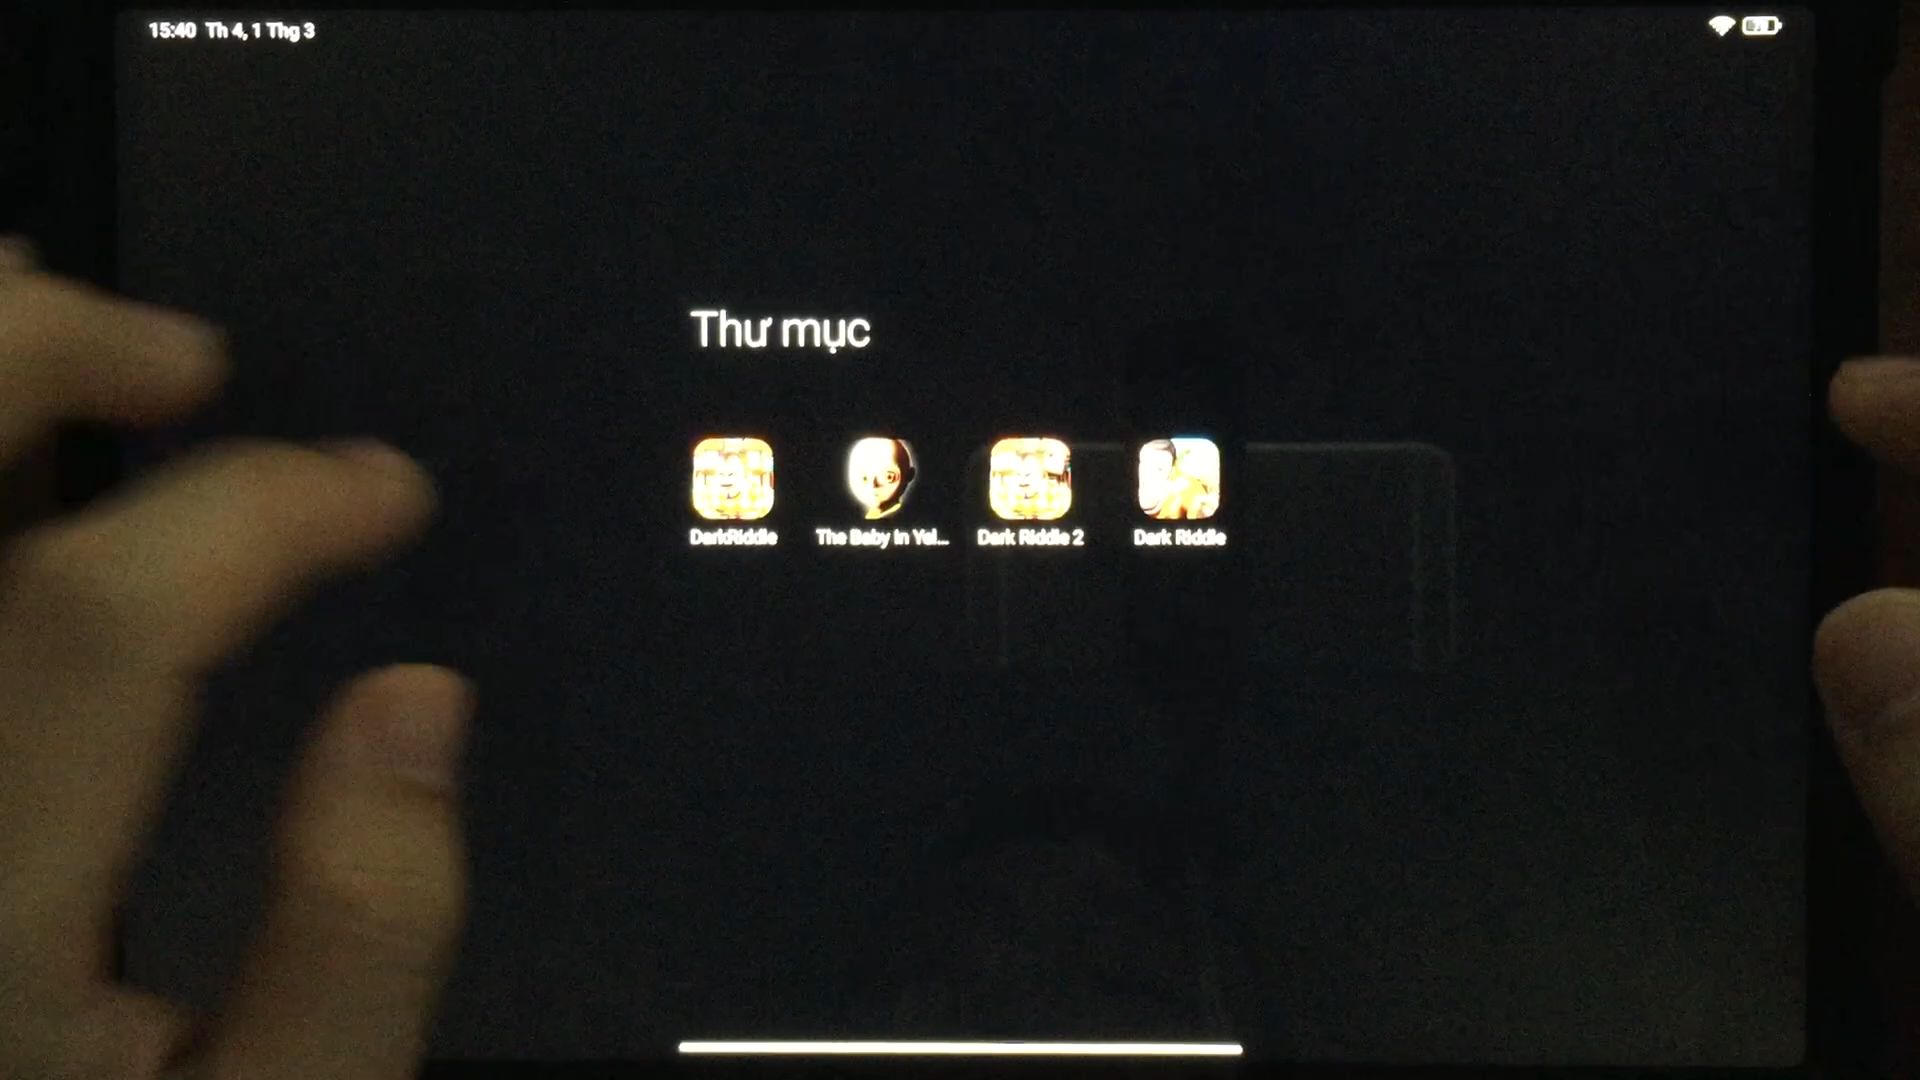 15:40 Th 4, 1 Thg 3
Thư mục
DarkRiddle
The Baby In Yel...
Dark Riddle 2
Dark Riddle